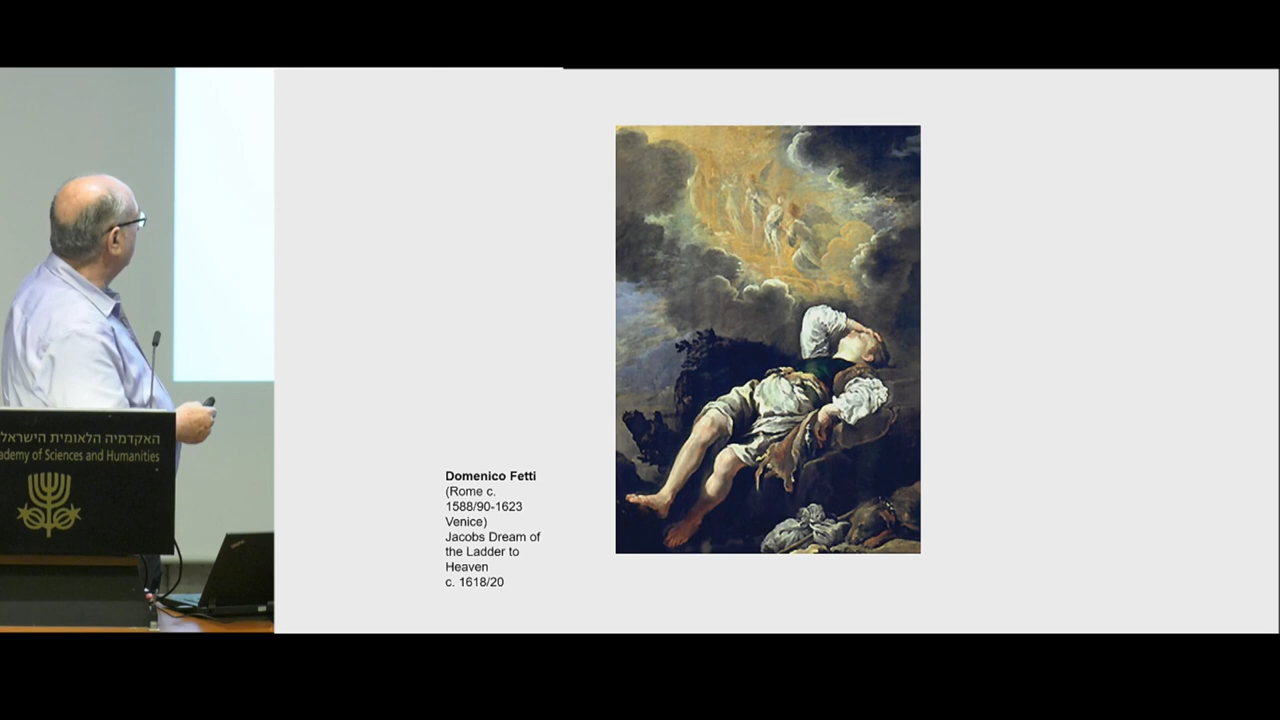 האקדמיה הלאומית הישראל
ademy of Sciences and Humanities
Domenico Fetti
(Rome c.
1588/90-1623
Venice)
Jacobs Dream of
the Ladder to
Heaven
c. 1618/20